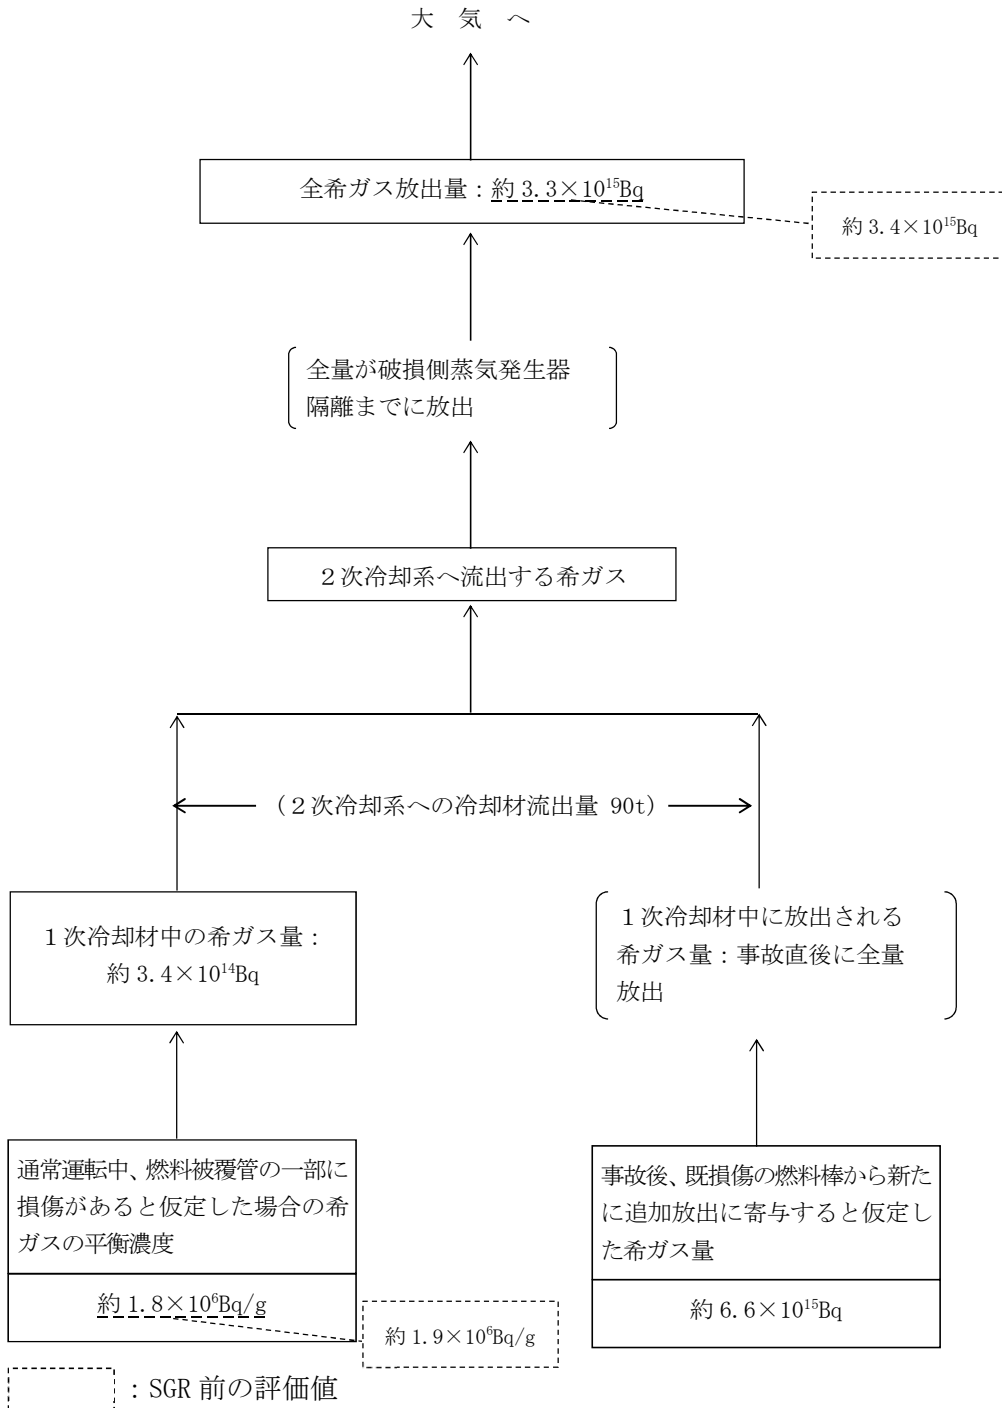 大 気 へ
全希ガス放出量：約 3.3×10¹⁵Bq
約 3.4×10¹⁵Bq
全量が破損側蒸気発生器
隔離までに放出
２次冷却系へ流出する希ガス
（２次冷却系への冷却材流出量 90t）
１次冷却材中の希ガス量：
約 3.4×10¹⁴Bq
１次冷却材中に放出される
希ガス量：事故直後に全量
放出
通常運転中、燃料被覆管の一部に
損傷があると仮定した場合の希
ガスの平衡濃度
約 1.8×10⁶Bq/g
約 1.9×10⁶Bq/g
事故後、既損傷の燃料棒から新た
に追加放出に寄与すると仮定し
た希ガス量
約 6.6×10¹⁵Bq
：SGR 前の評価値